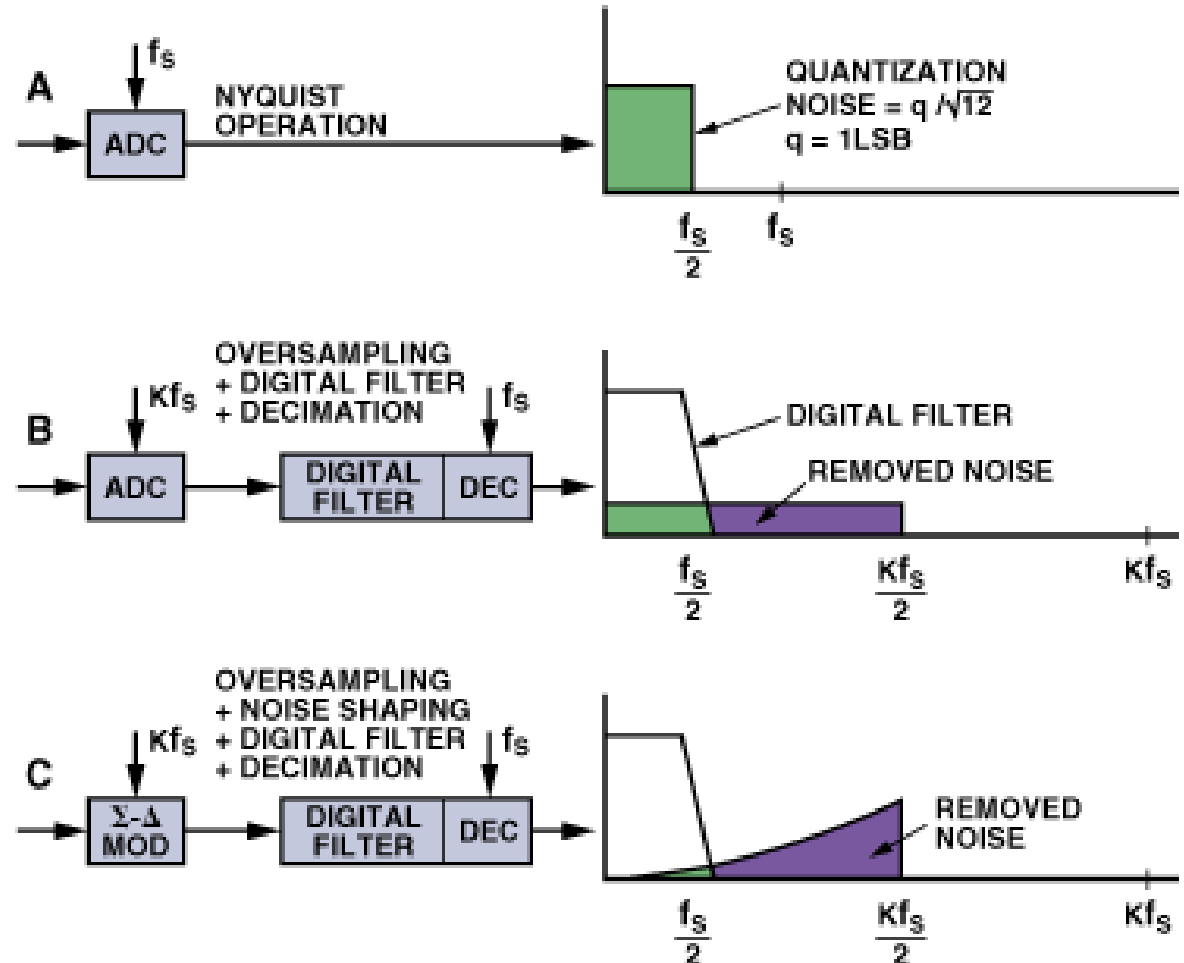 A
fS
ADC
NYQUIST
OPERATION
QUANTIZATION
NOISE = q /√12
q = 1LSB
fS
2
fS
B
KfS
OVERSAMPLING
+ DIGITAL FILTER
+ DECIMATION
fS
ADC
DIGITAL
FILTER
DEC
DIGITAL FILTER
REMOVED NOISE
fS
2
KfS
2
KfS
C
KfS
OVERSAMPLING
+ NOISE SHAPING
+ DIGITAL FILTER
+ DECIMATION
fS
Σ-Δ
MOD
DIGITAL
FILTER
DEC
REMOVED
NOISE
fS
2
KfS
2
KfS